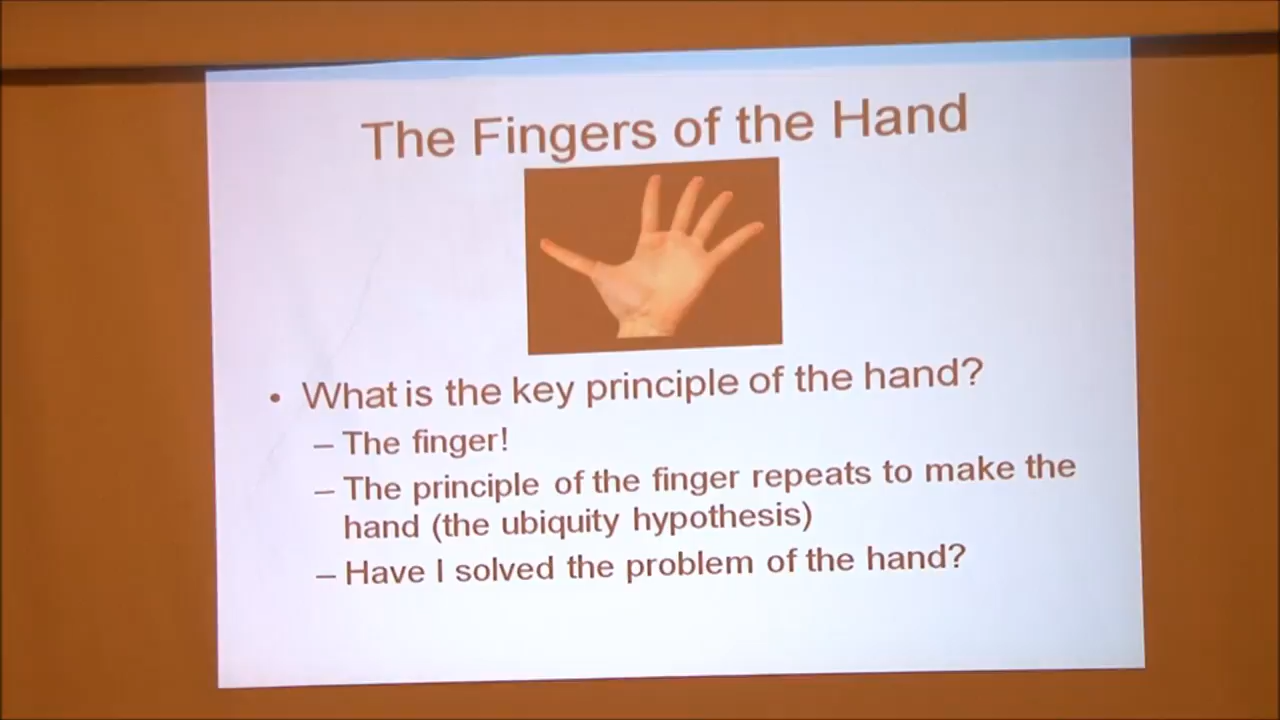 The Fingers of the Hand
• What is the key principle of the hand?
– The finger!
– The principle of the finger repeats to make the
hand (the ubiquity hypothesis)
– Have I solved the problem of the hand?